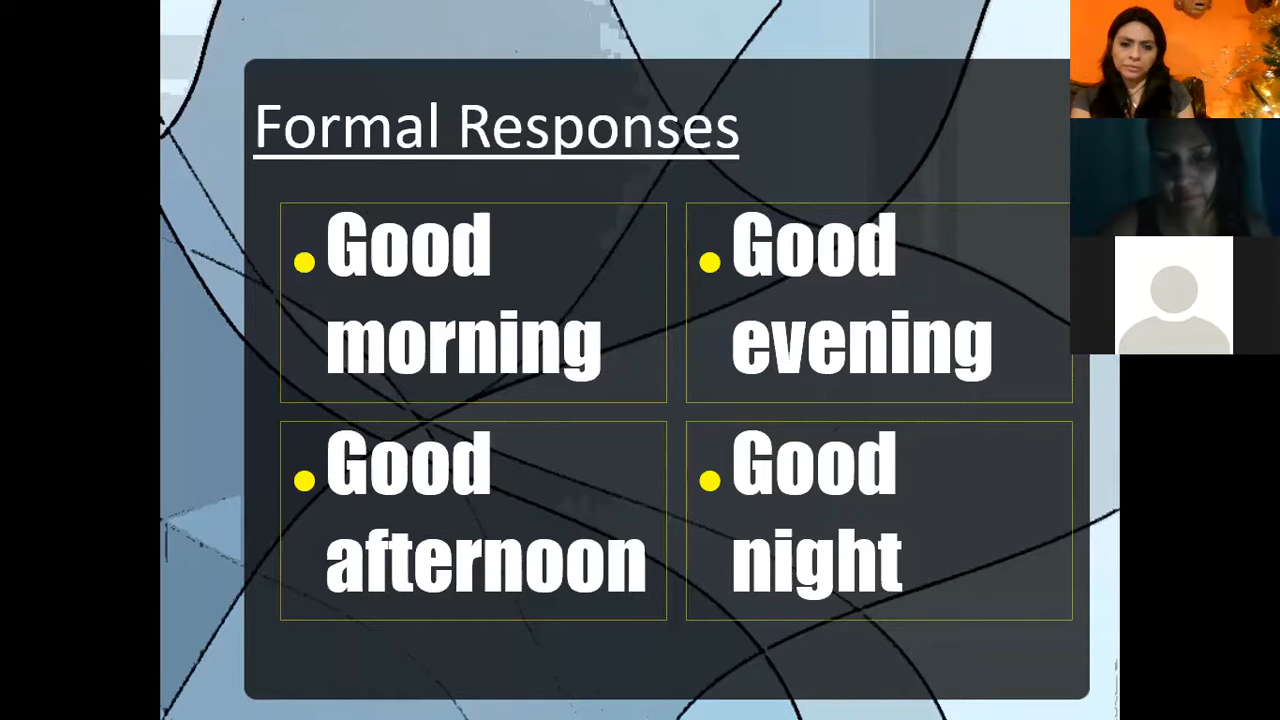 Formal Responses
Good
morning
Good
evening
Good
afternoon
Good
night